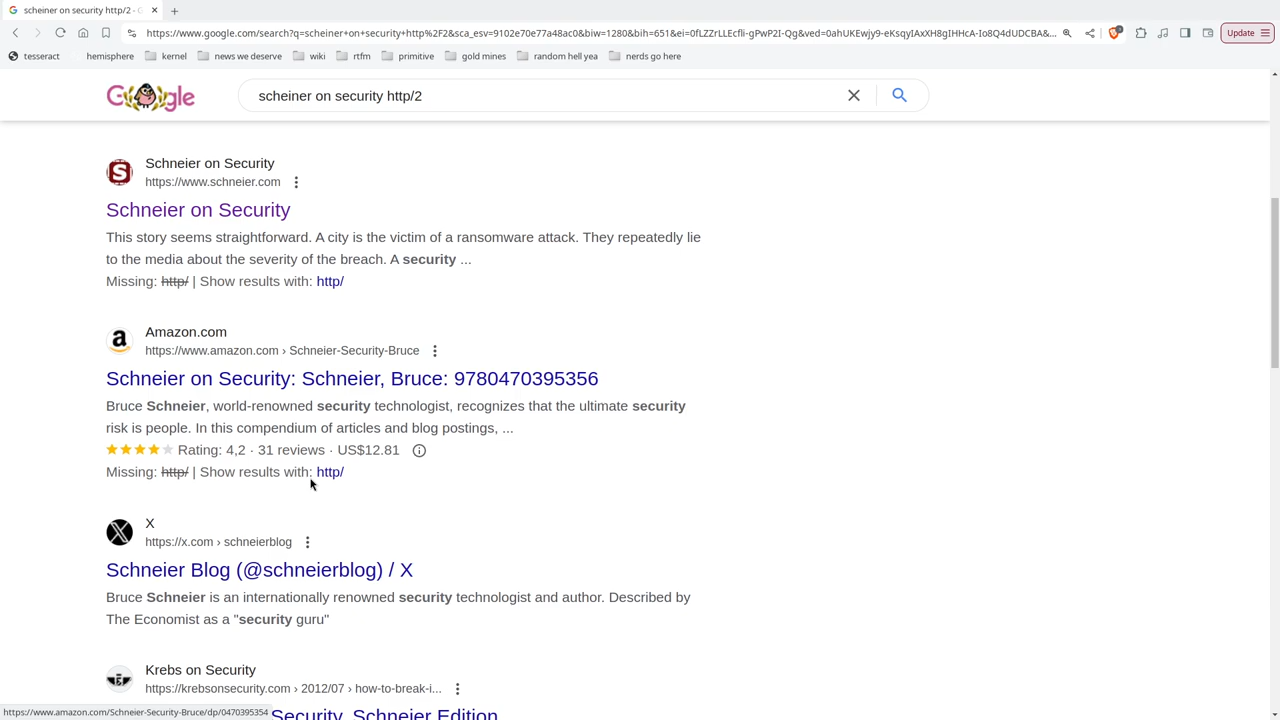 scheiner on security http/2 - G
https://www.google.com/search?q=scheiner+on+security+http%2F2&sca_esv=9102e70e77a48ac0&biw=1280&bih=651&ei=0fLZZrLLEcfli-gPwP2I-Qg&ved=0ahUKEwjy9-eKsqyIAxXH8gIHHcA-Io8Q4dUDCBA&...
Update
tesseract hemisphere kernel news we deserve wiki rtfm primitive gold mines random hell yea nerds go here
Google
scheiner on security http/2
Schneier on Security
https://www.schneier.com
Schneier on Security
This story seems straightforward. A city is the victim of a ransomware attack. They repeatedly lie
to the media about the severity of the breach. A security ...
Missing: http/ | Show results with: http/
Amazon.com
https://www.amazon.com › Schneier-Security-Bruce
Schneier on Security: Schneier, Bruce: 9780470395356
Bruce Schneier, world-renowned security technologist, recognizes that the ultimate security
risk is people. In this compendium of articles and blog postings, ...
Rating: 4,2 · 31 reviews · US$12.81
Missing: http/ | Show results with: http/
X
https://x.com › schneierblog
Schneier Blog (@schneierblog) / X
Bruce Schneier is an internationally renowned security technologist and author. Described by
The Economist as a "security guru"
Krebs on Security
https://krebsonsecurity.com › 2012/07 › how-to-break-i...
Security, Schneier Edition
https://www.amazon.com/Schneier-Security-Bruce/dp/0470395354